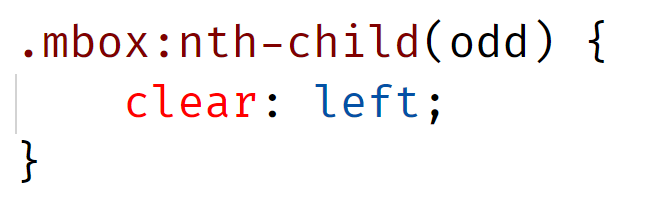 .mbox:nth-child(odd) {
    clear: left;
}